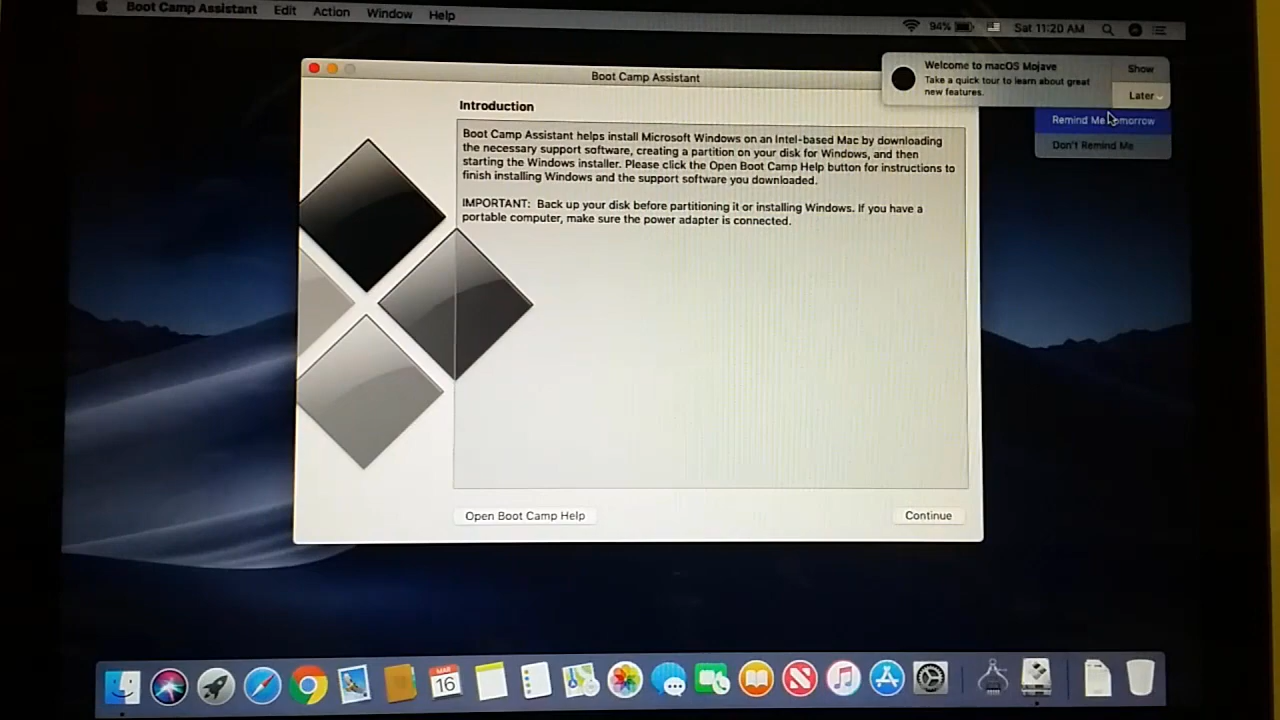 Boot Camp Assistant Edit Action Window Help
94% Sat 11:20 AM
Boot Camp Assistant
Welcome to macOS Mojave
Take a quick tour to learn about great
new features.
Show
Later
Remind Me Tomorrow
Don't Remind Me
Introduction
Boot Camp Assistant helps install Microsoft Windows on an Intel-based Mac by downloading
the necessary support software, creating a partition on your disk for Windows, and then
starting the Windows installer. Please click the Open Boot Camp Help button for instructions to
finish installing Windows and the support software you downloaded.
IMPORTANT: Back up your disk before partitioning it or installing Windows. If you have a
portable computer, make sure the power adapter is connected.
Open Boot Camp Help
Continue
MAR
16